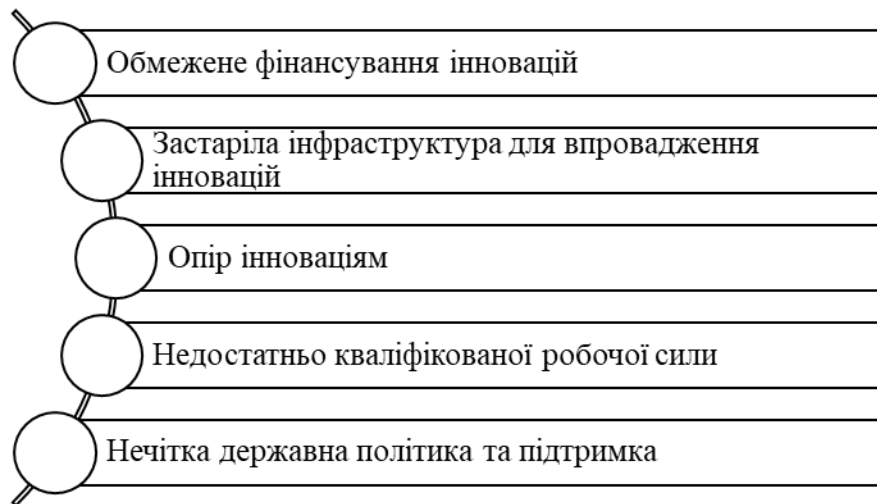 Обмежене фінансування інновацій
Застаріла інфраструктура для впровадження
інновацій
Опір інноваціям
Недостатньо кваліфікованої робочої сили
Нечітка державна політика та підтримка